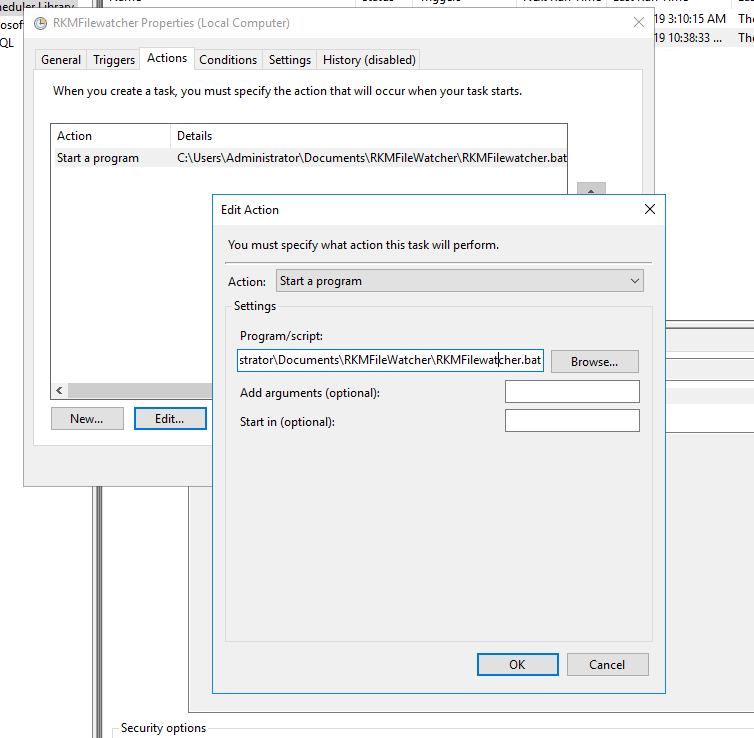 heduler Library
RKMFilewatcher Properties (Local Computer)
19 3:10:15 AM The
osoft
QL
19 10:38:33 ... The
General Triggers Actions Conditions Settings History (disabled)
When you create a task, you must specify the action that will occur when your task starts.
Action Details
Start a program C:\Users\Administrator\Documents\RKMFileWatcher\RKMFilewatcher.bat
Edit Action
You must specify what action this task will perform.
Action: Start a program
Settings
Program/script:
strator\Documents\RKMFileWatcher\RKMFilewatcher.bat Browse...
Add arguments (optional):
New... Edit... Start in (optional):
OK Cancel
Security options